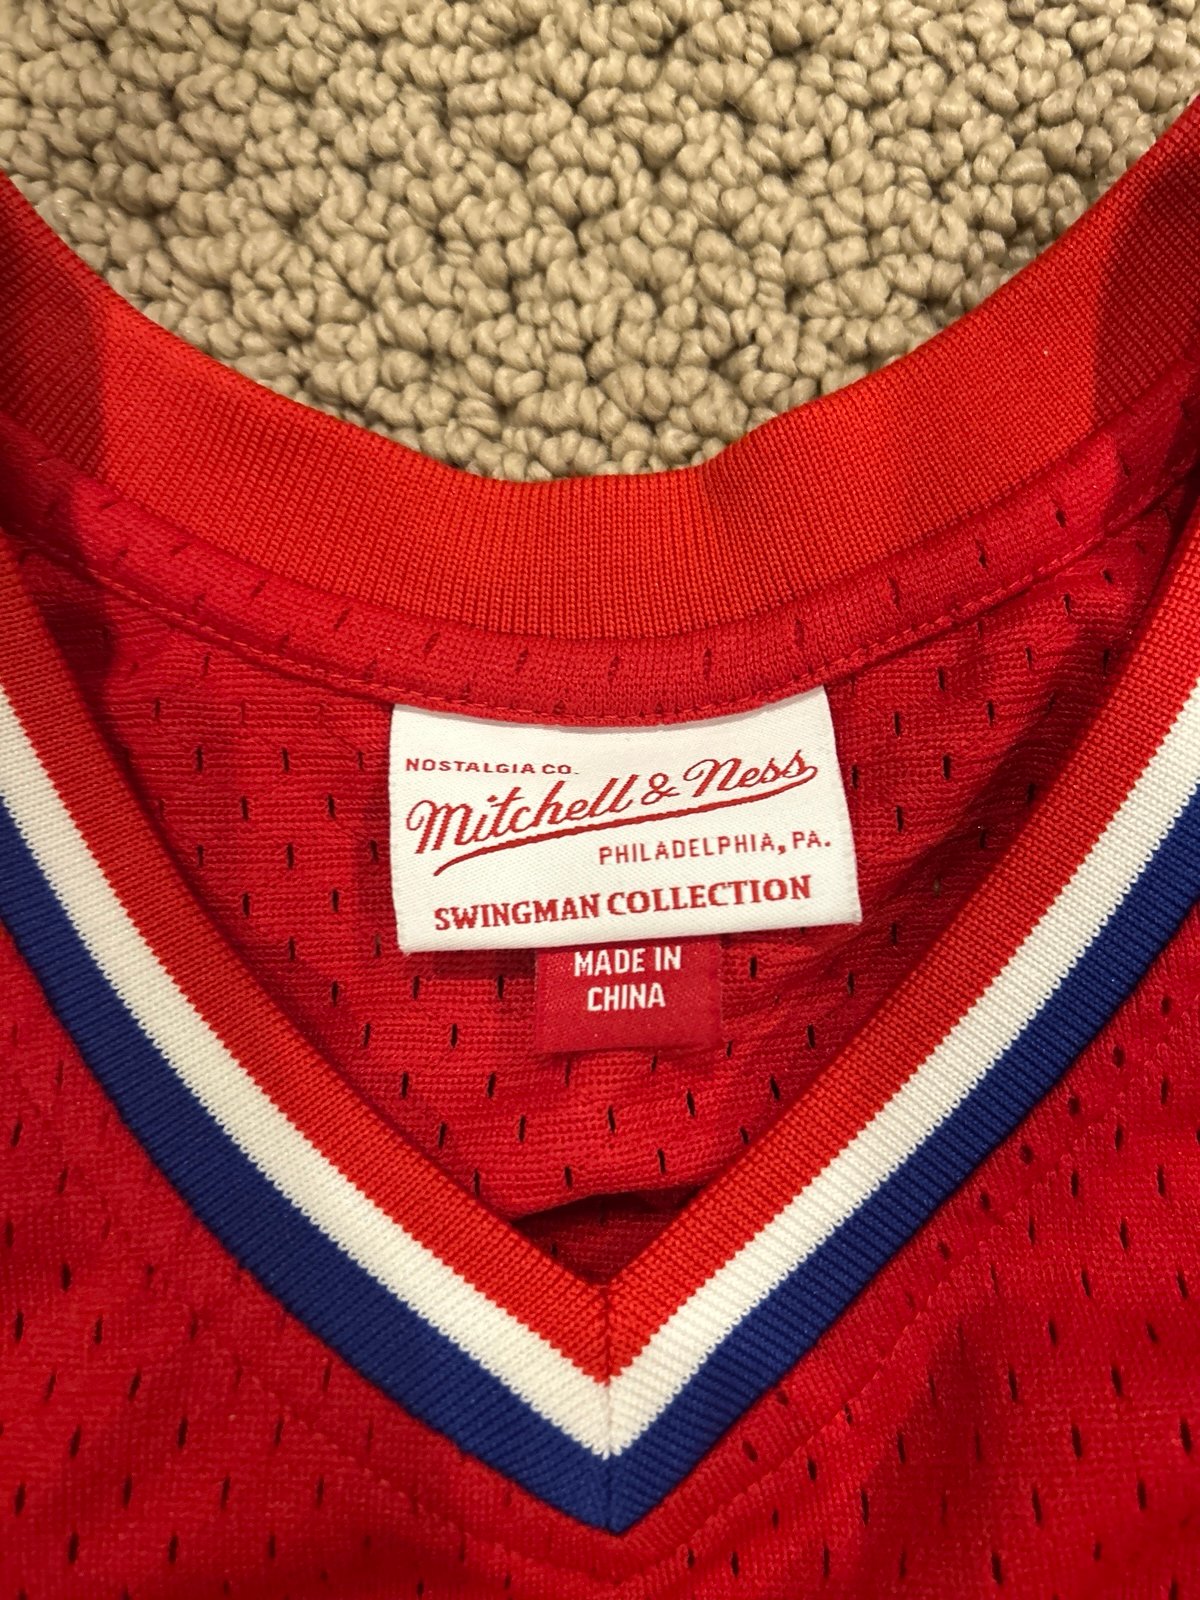 NOSTALGIA CO.
Mitchell & Ness
PHILADELPHIA, PA.
SWINGMAN COLLECTION
MADE IN
CHINA